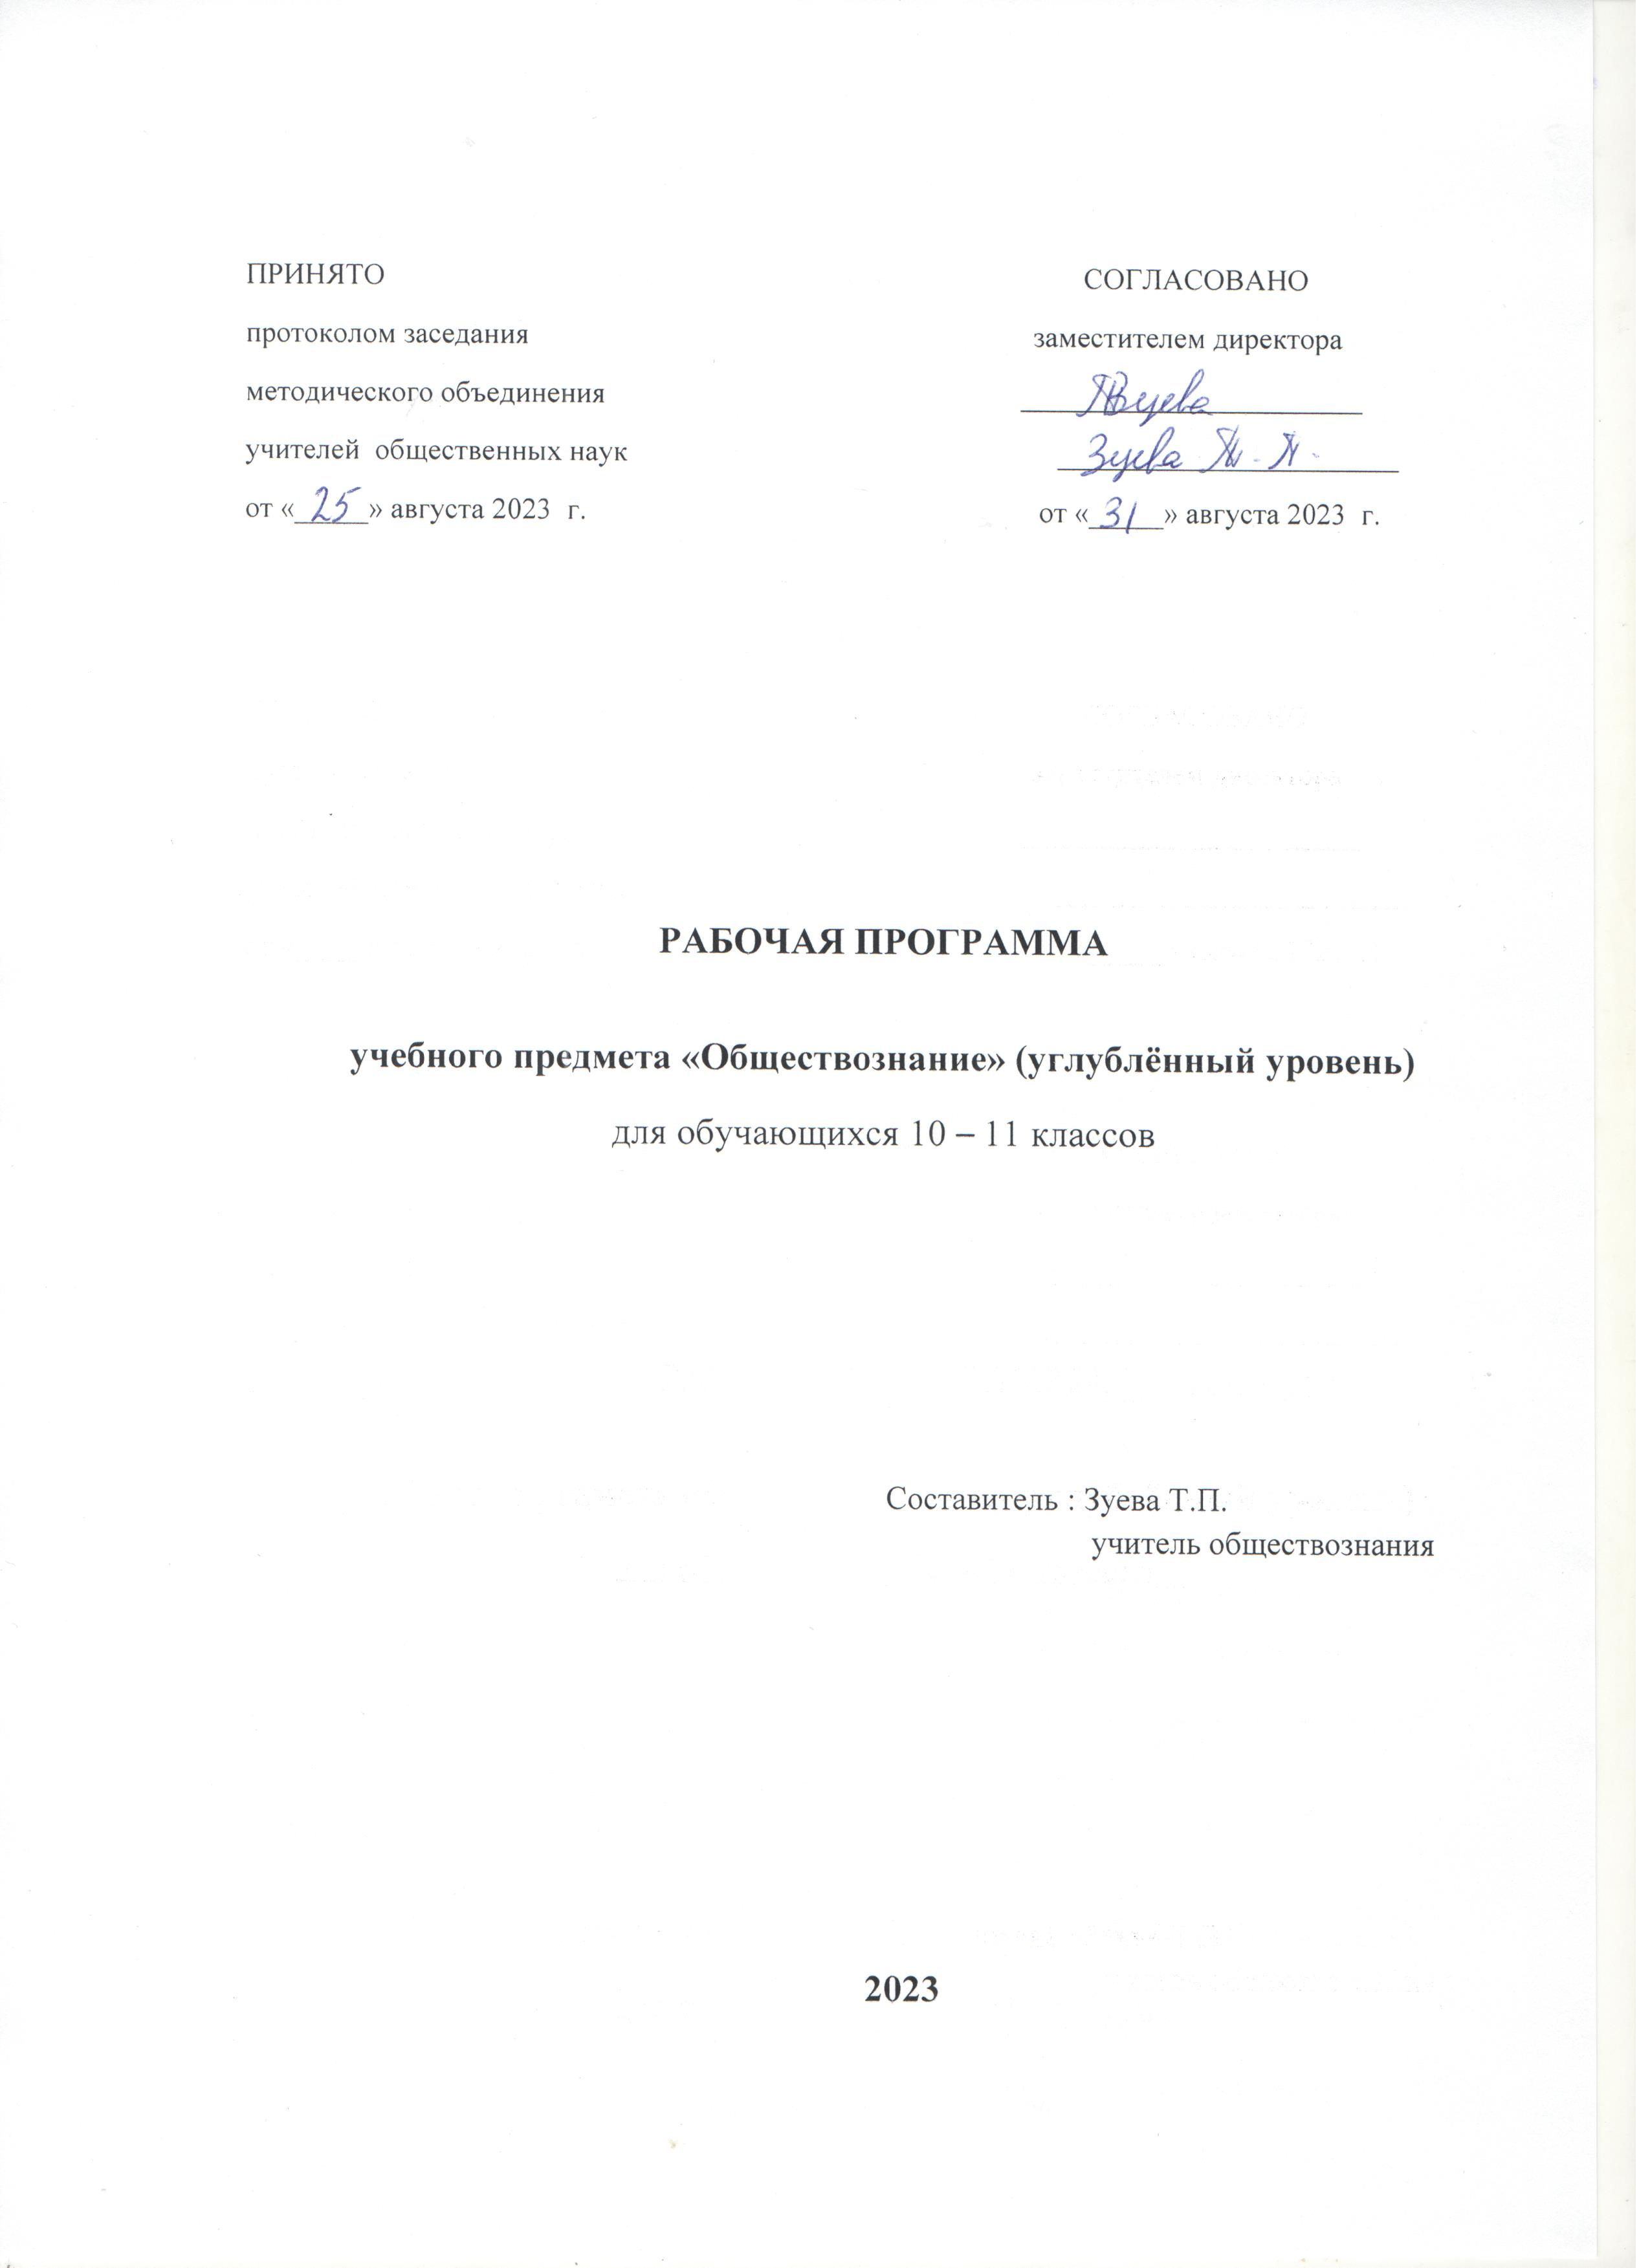 ПРИНЯТО
протоколом заседания
методического объединения
учителей общественных наук
от «25» августа 2023 г.
СОГЛАСОВАНО
заместителем директора
ТЗуева
Зуева Т. П.
от «31» августа 2023 г.
РАБОЧАЯ ПРОГРАММА
учебного предмета «Обществознание» (углублённый уровень)
для обучающихся 10 – 11 классов
Составитель : Зуева Т.П.
учитель обществознания
2023